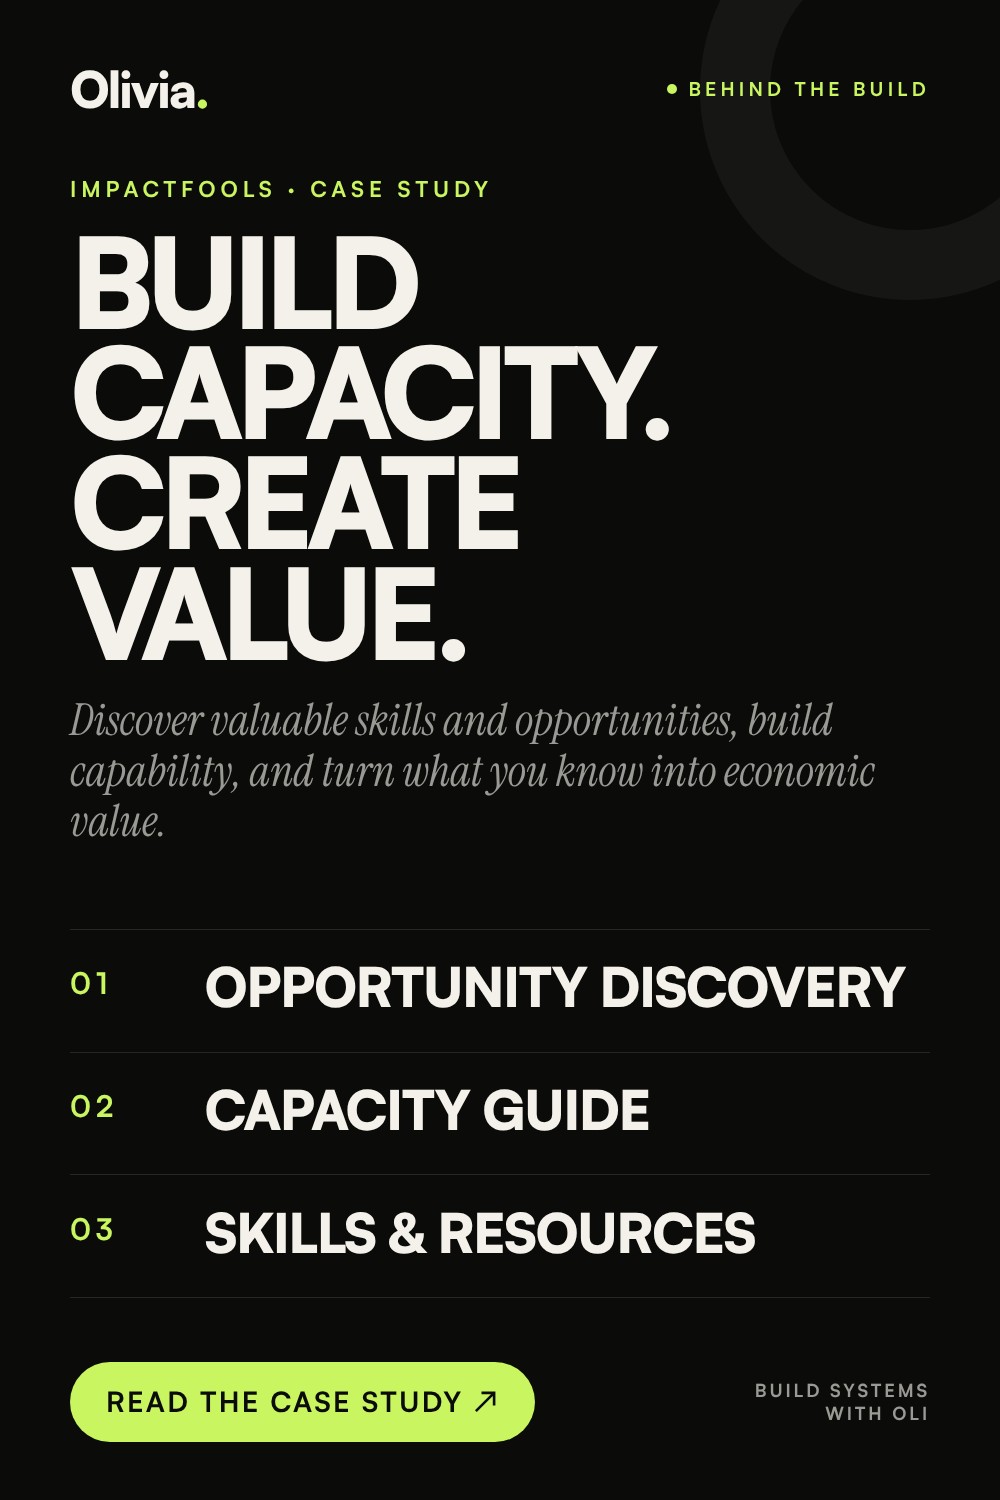 Olivia.
BEHIND THE BUILD
IMPACTFOOLS • CASE STUDY
BUILD
CAPACITY.
CREATE
VALUE.
Discover valuable skills and opportunities, build
capability, and turn what you know into economic
value.
01 OPPORTUNITY DISCOVERY
02 CAPACITY GUIDE
03 SKILLS & RESOURCES
READ THE CASE STUDY ↗
BUILD SYSTEMS
WITH OLI